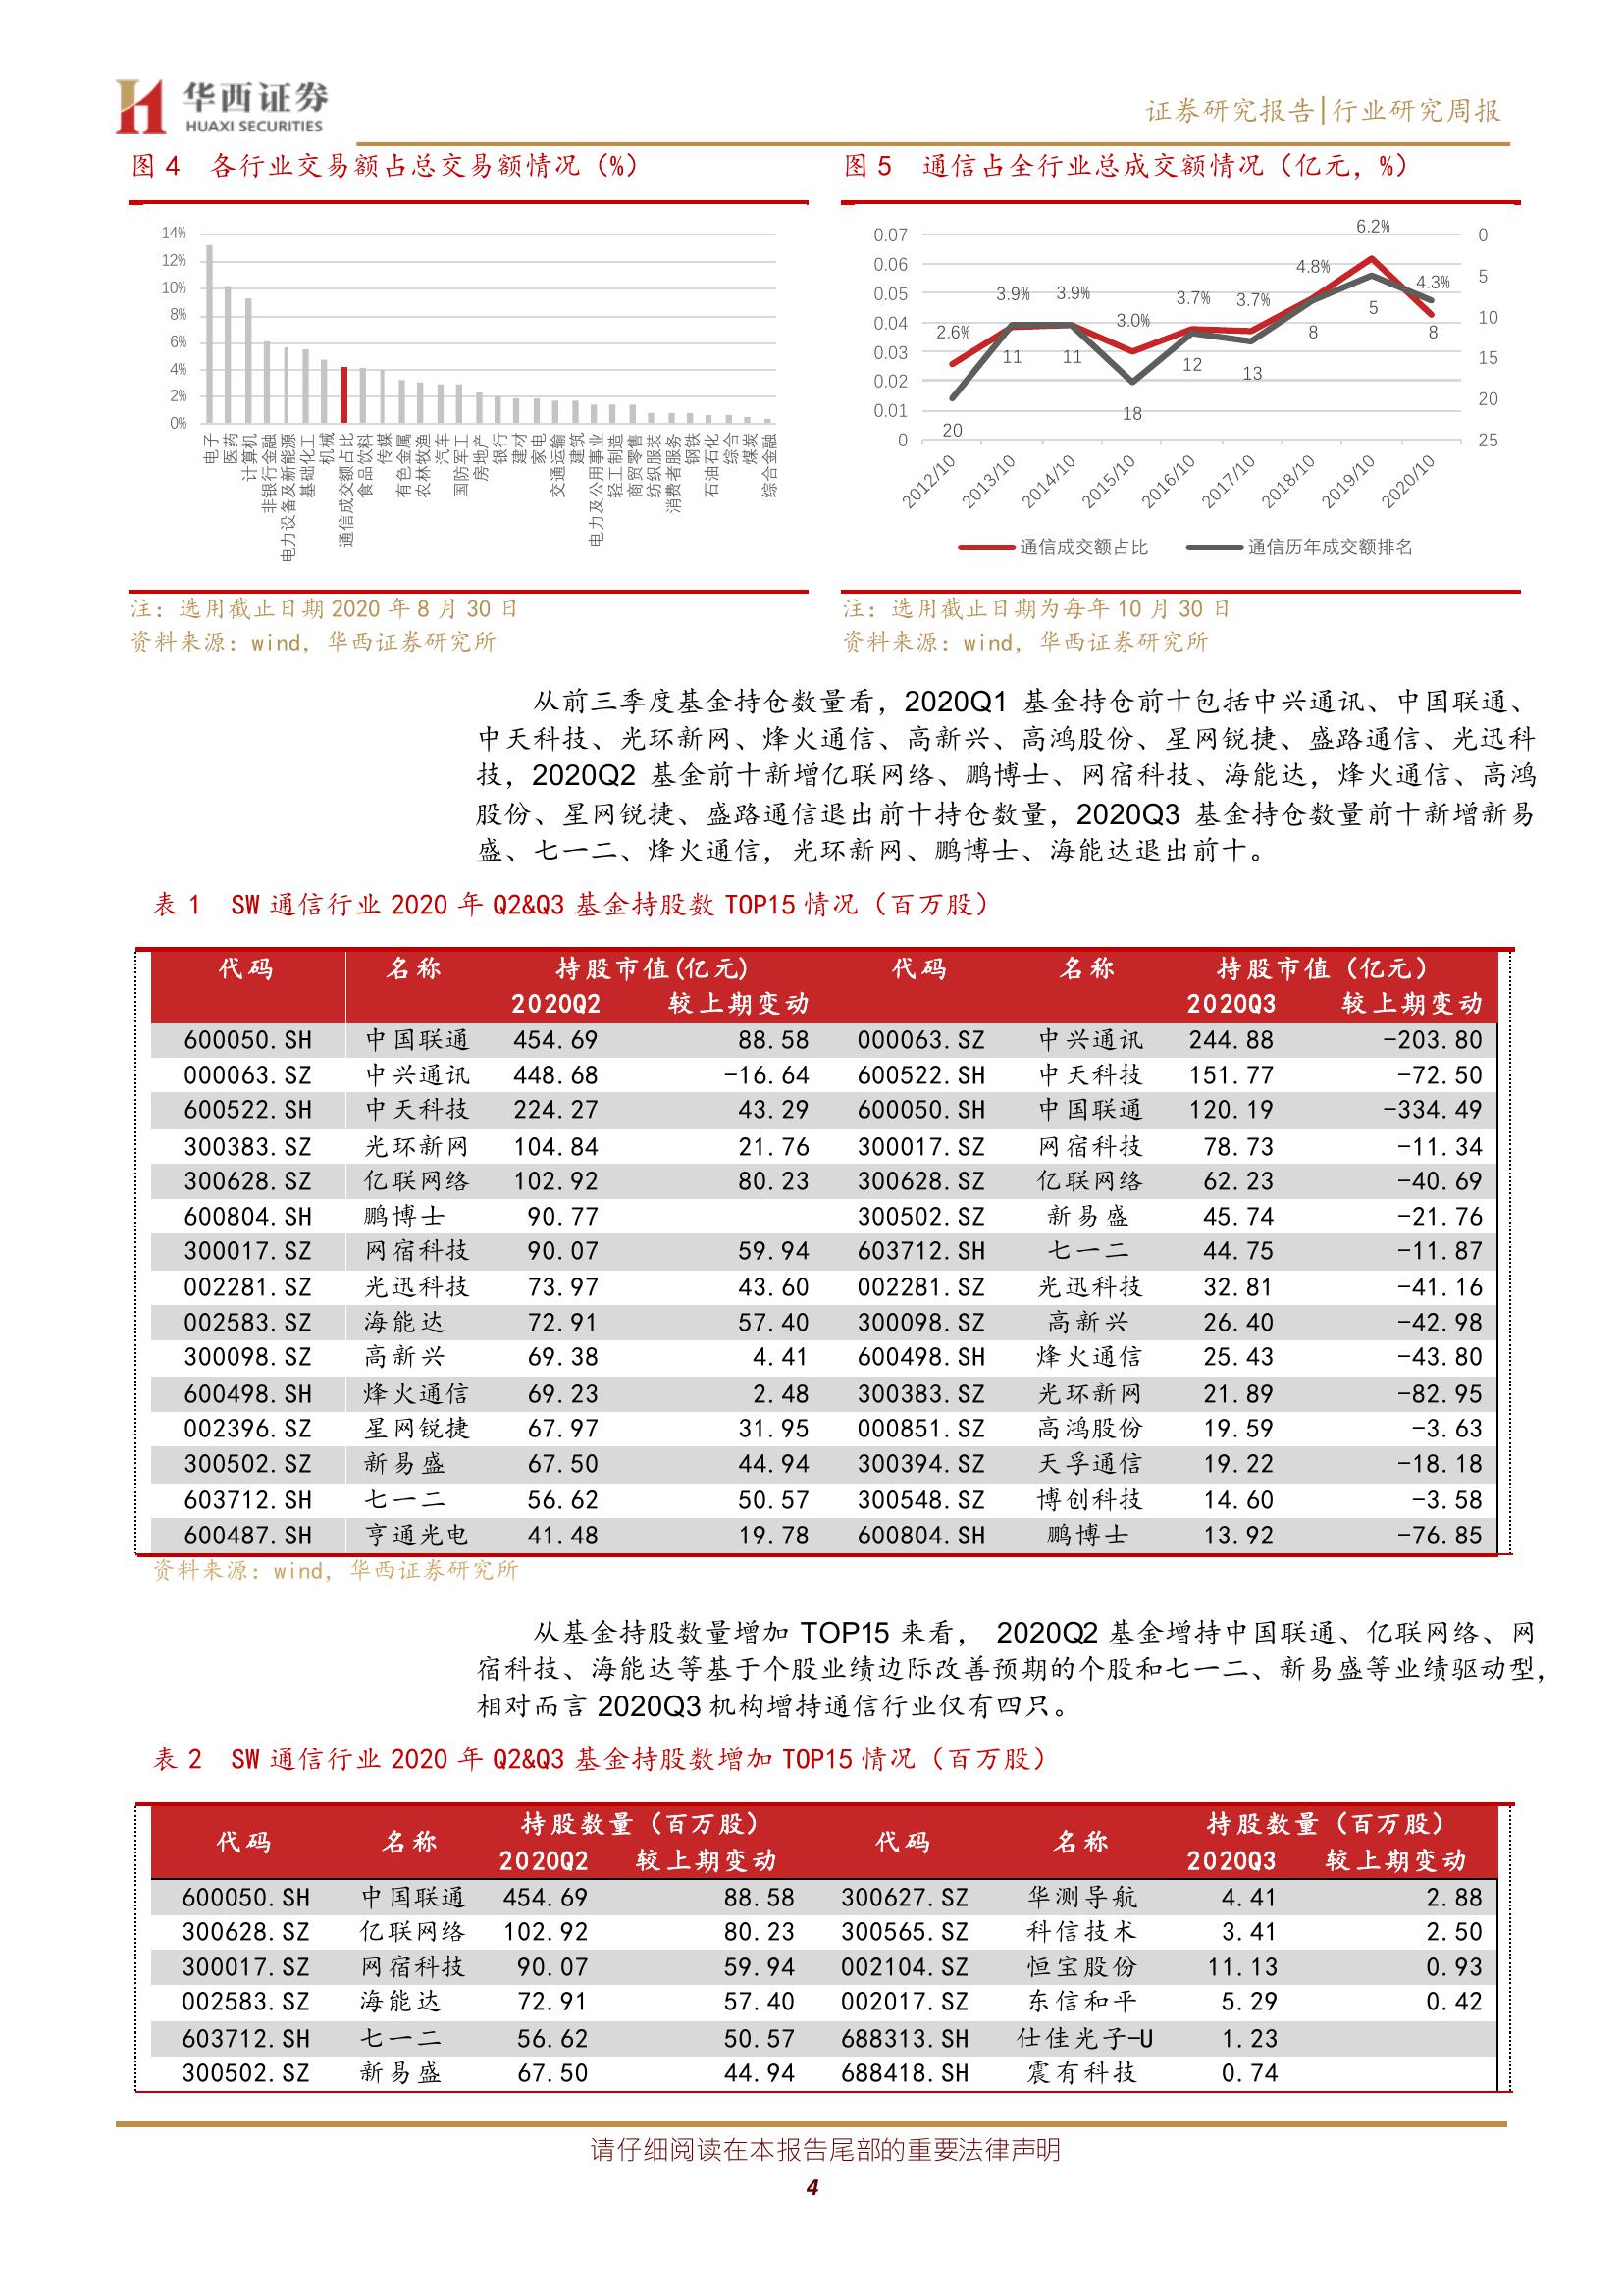 华西证券
HUAXI SECURITIES
证券研究报告|行业研究周报
图 4 各行业交易额占总交易额情况（%）
14%
12%
10%
8%
6%
4%
2%
0%
电子
医药
计算机
非银行金融
电力设备及新能源
基础化工
机械
通信成交额占比
食品饮料
传媒
有色金属
农林牧渔
汽车
国防军工
房地产
银行
建材
家电
交通运输
建筑
电力及公用事业
轻工制造
商贸零售
纺织服装
消费者服务
钢铁
石油石化
综合
煤炭
综合金融
注：选用截止日期 2020 年 8 月 30 日
资料来源：wind，华西证券研究所
图 5 通信占全行业总成交额情况（亿元，%）
0.07
0.06
0.05
0.04
0.03
0.02
0.01
0
2.6%
3.9%
3.9%
3.0%
3.7%
3.7%
4.8%
6.2%
4.3%
20
11
11
18
12
13
8
5
8
0
5
10
15
20
25
2012/10
2013/10
2014/10
2015/10
2016/10
2017/10
2018/10
2019/10
2020/10
通信成交额占比
通信历年成交额排名
注：选用截止日期为每年 10 月 30 日
资料来源：wind，华西证券研究所
从前三季度基金持仓数量看，2020Q1 基金持仓前十包括中兴通讯、中国联通、
中天科技、光环新网、烽火通信、高新兴、高鸿股份、星网锐捷、盛路通信、光迅科
技，2020Q2 基金前十新增亿联网络、鹏博士、网宿科技、海能达，烽火通信、高鸿
股份、星网锐捷、盛路通信退出前十持仓数量，2020Q3 基金持仓数量前十新增新易
盛、七一二、烽火通信，光环新网、鹏博士、海能达退出前十。
表 1 SW 通信行业 2020 年 Q2&Q3 基金持股数 TOP15 情况（百万股）
代码 名称 持股市值(亿元) 代码 名称 持股市值（亿元）
2020Q2 较上期变动 2020Q3 较上期变动
600050.SH 中国联通 454.69 88.58 000063.SZ 中兴通讯 244.88 -203.80
000063.SZ 中兴通讯 448.68 -16.64 600522.SH 中天科技 151.77 -72.50
600522.SH 中天科技 224.27 43.29 600050.SH 中国联通 120.19 -334.49
300383.SZ 光环新网 104.84 21.76 300017.SZ 网宿科技 78.73 -11.34
300628.SZ 亿联网络 102.92 80.23 300628.SZ 亿联网络 62.23 -40.69
600804.SH 鹏博士 90.77 300502.SZ 新易盛 45.74 -21.76
300017.SZ 网宿科技 90.07 59.94 603712.SH 七一二 44.75 -11.87
002281.SZ 光迅科技 73.97 43.60 002281.SZ 光迅科技 32.81 -41.16
002583.SZ 海能达 72.91 57.40 300098.SZ 高新兴 26.40 -42.98
300098.SZ 高新兴 69.38 4.41 600498.SH 烽火通信 25.43 -43.80
600498.SH 烽火通信 69.23 2.48 300383.SZ 光环新网 21.89 -82.95
002396.SZ 星网锐捷 67.97 31.95 000851.SZ 高鸿股份 19.59 -3.63
300502.SZ 新易盛 67.50 44.94 300394.SZ 天孚通信 19.22 -18.18
603712.SH 七一二 56.62 50.57 300548.SZ 博创科技 14.60 -3.58
600487.SH 亨通光电 41.48 19.78 600804.SH 鹏博士 13.92 -76.85
资料来源：wind，华西证券研究所
从基金持股数量增加 TOP15 来看， 2020Q2 基金增持中国联通、亿联网络、网
宿科技、海能达等基于个股业绩边际改善预期的个股和七一二、新易盛等业绩驱动型，
相对而言 2020Q3 机构增持通信行业仅有四只。
表 2 SW 通信行业 2020 年 Q2&Q3 基金持股数增加 TOP15 情况（百万股）
代码 名称 持股数量（百万股） 代码 名称 持股数量（百万股）
2020Q2 较上期变动 2020Q3 较上期变动
600050.SH 中国联通 454.69 88.58 300627.SZ 华测导航 4.41 2.88
300628.SZ 亿联网络 102.92 80.23 300565.SZ 科信技术 3.41 2.50
300017.SZ 网宿科技 90.07 59.94 002104.SZ 恒宝股份 11.13 0.93
002583.SZ 海能达 72.91 57.40 002017.SZ 东信和平 5.29 0.42
603712.SH 七一二 56.62 50.57 688313.SH 仕佳光子-U 1.23
300502.SZ 新易盛 67.50 44.94 688418.SH 震有科技 0.74
请仔细阅读在本报告尾部的重要法律声明
4